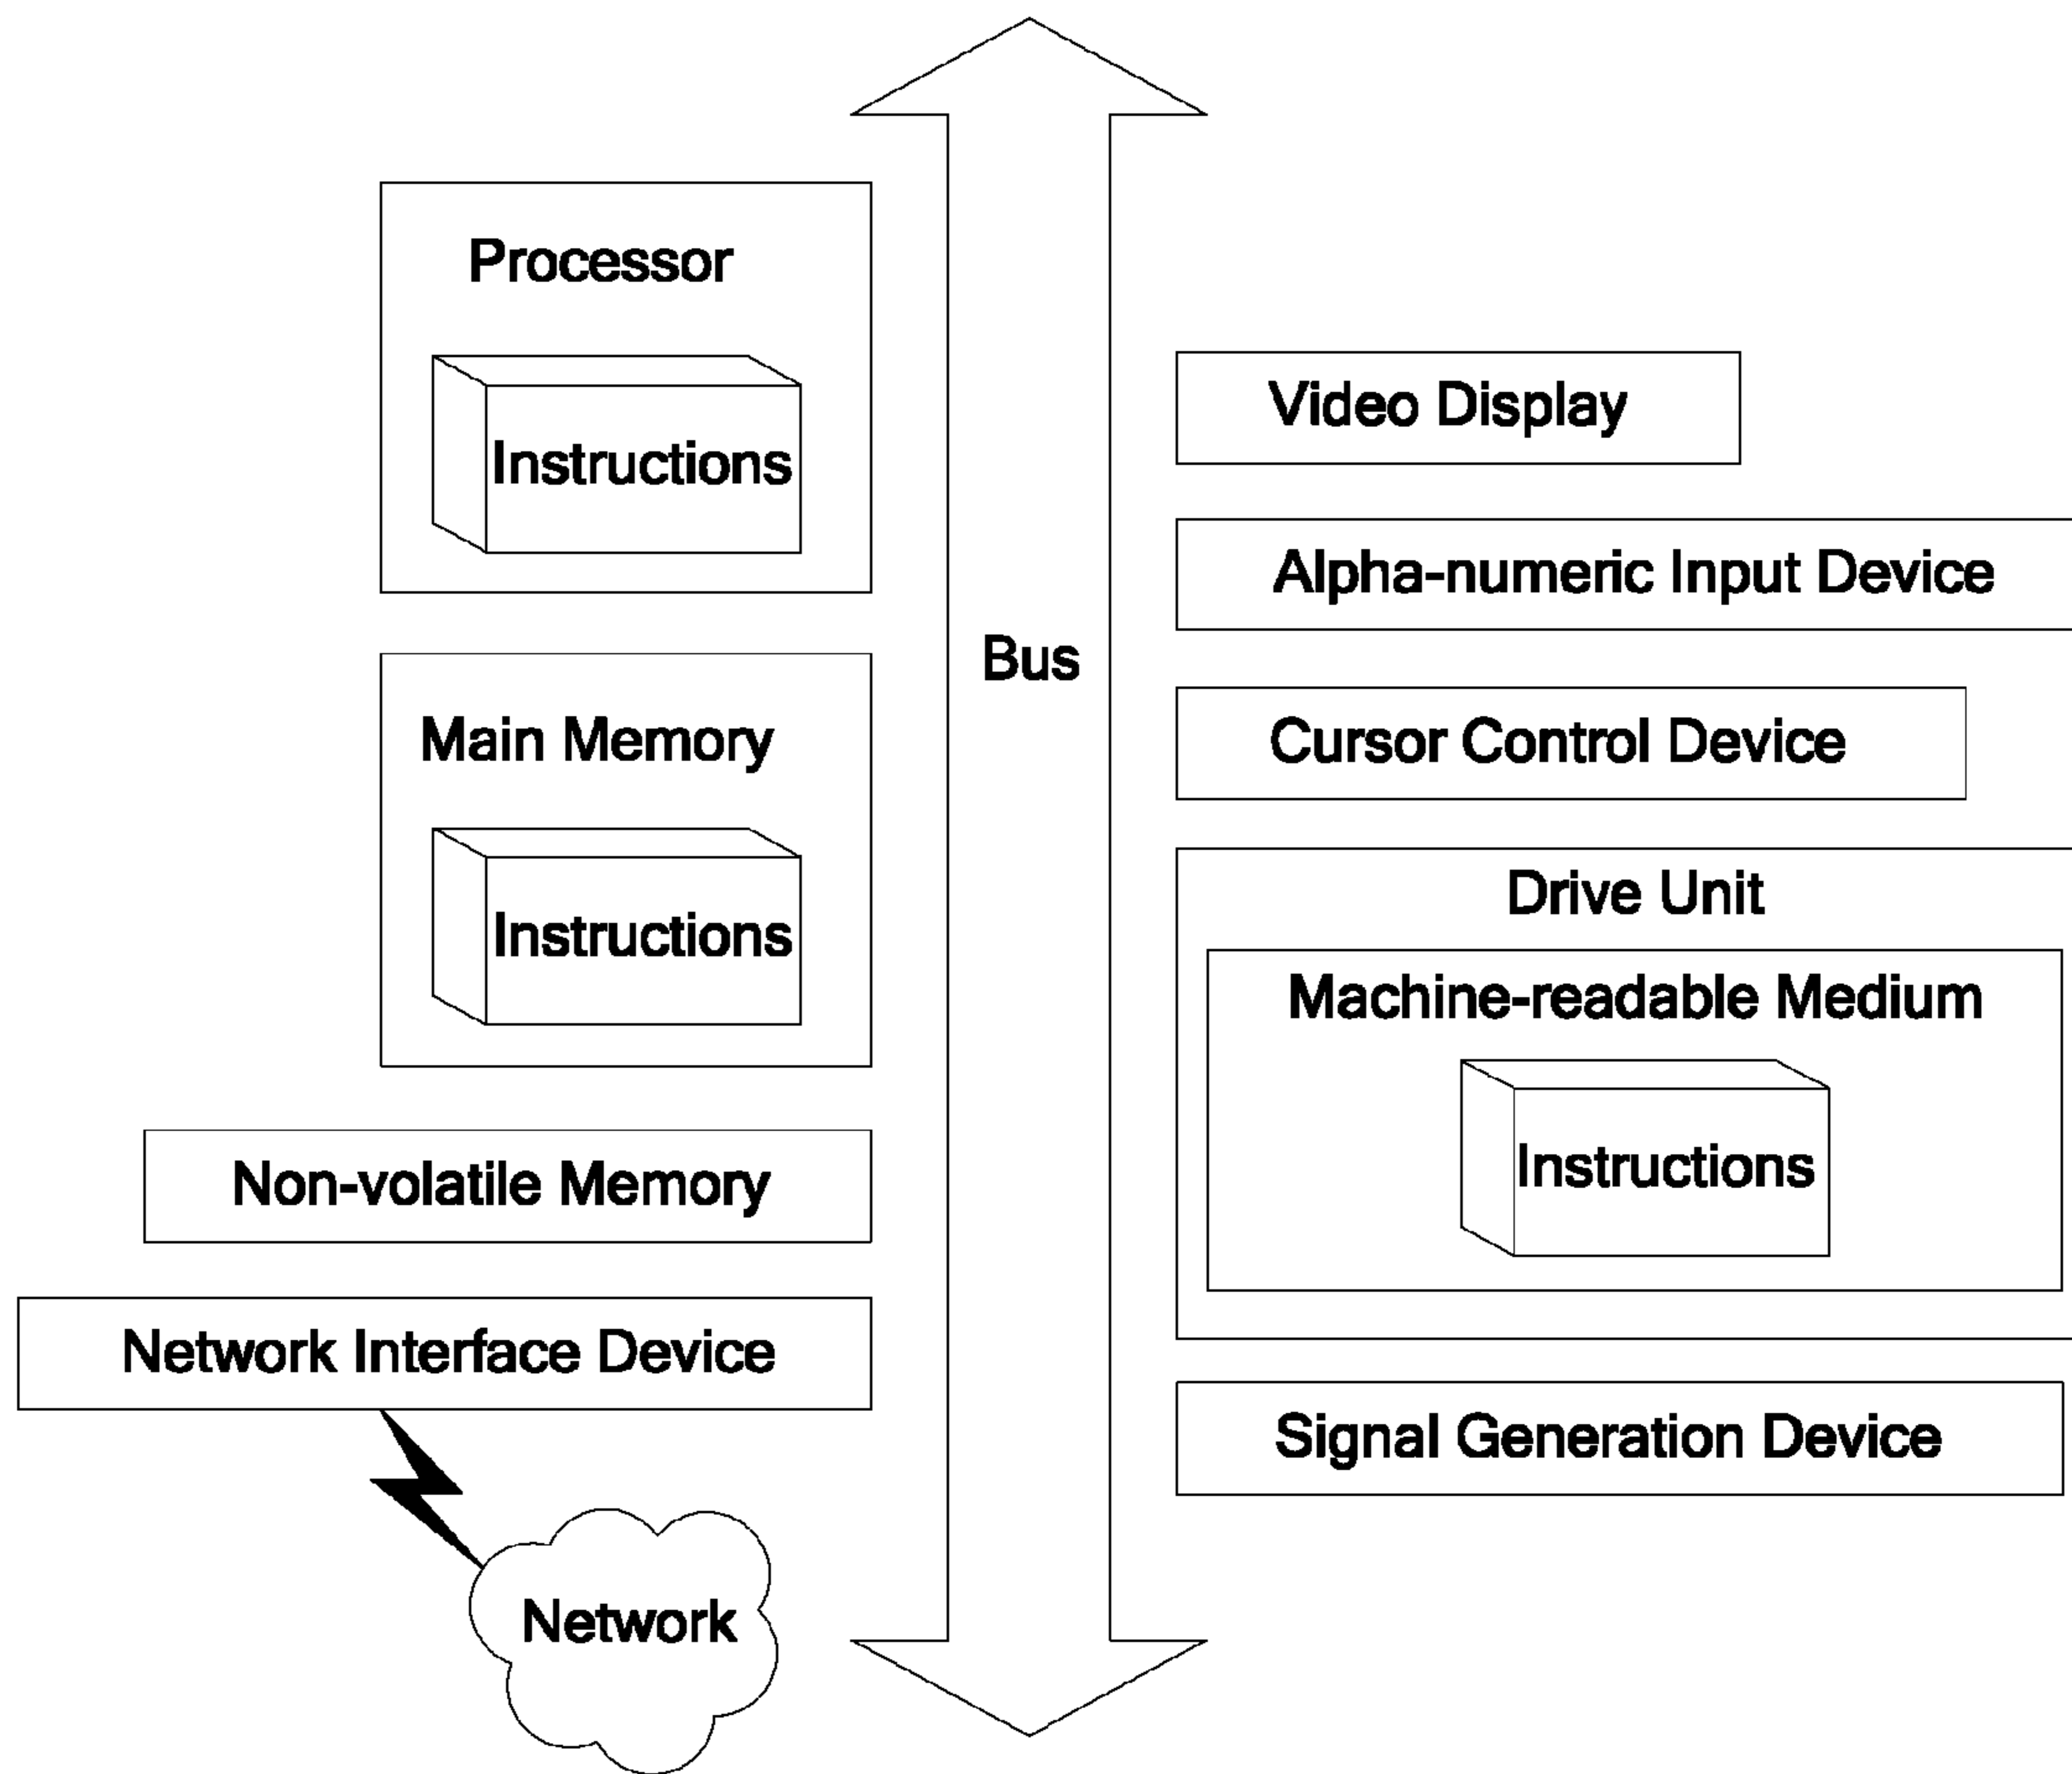 Processor
Instructions
Main Memory
Instructions
Non-volatile Memory
Network Interface Device
Network
Bus
Video Display
Alpha-numeric Input Device
Cursor Control Device
Drive Unit
Machine-readable Medium
Instructions
Signal Generation Device